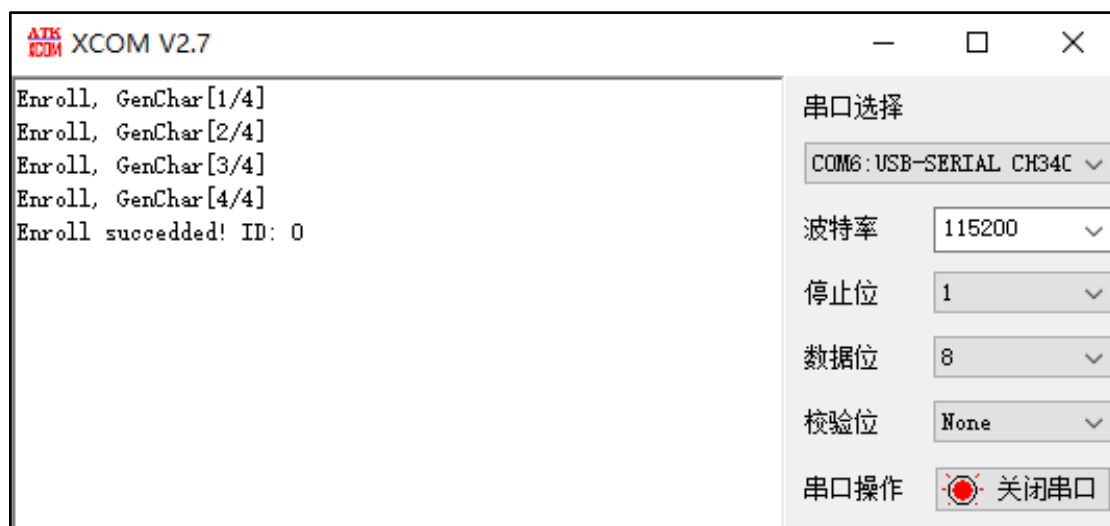 ATK XCOM XCOM V2.7
Enroll, GenChar[1/4]
Enroll, GenChar[2/4]
Enroll, GenChar[3/4]
Enroll, GenChar[4/4]
Enroll succedded! ID: 0
串口选择
COM6:USB-SERIAL CH340
波特率 115200
停止位 1
数据位 8
校验位 None
串口操作 关闭串口